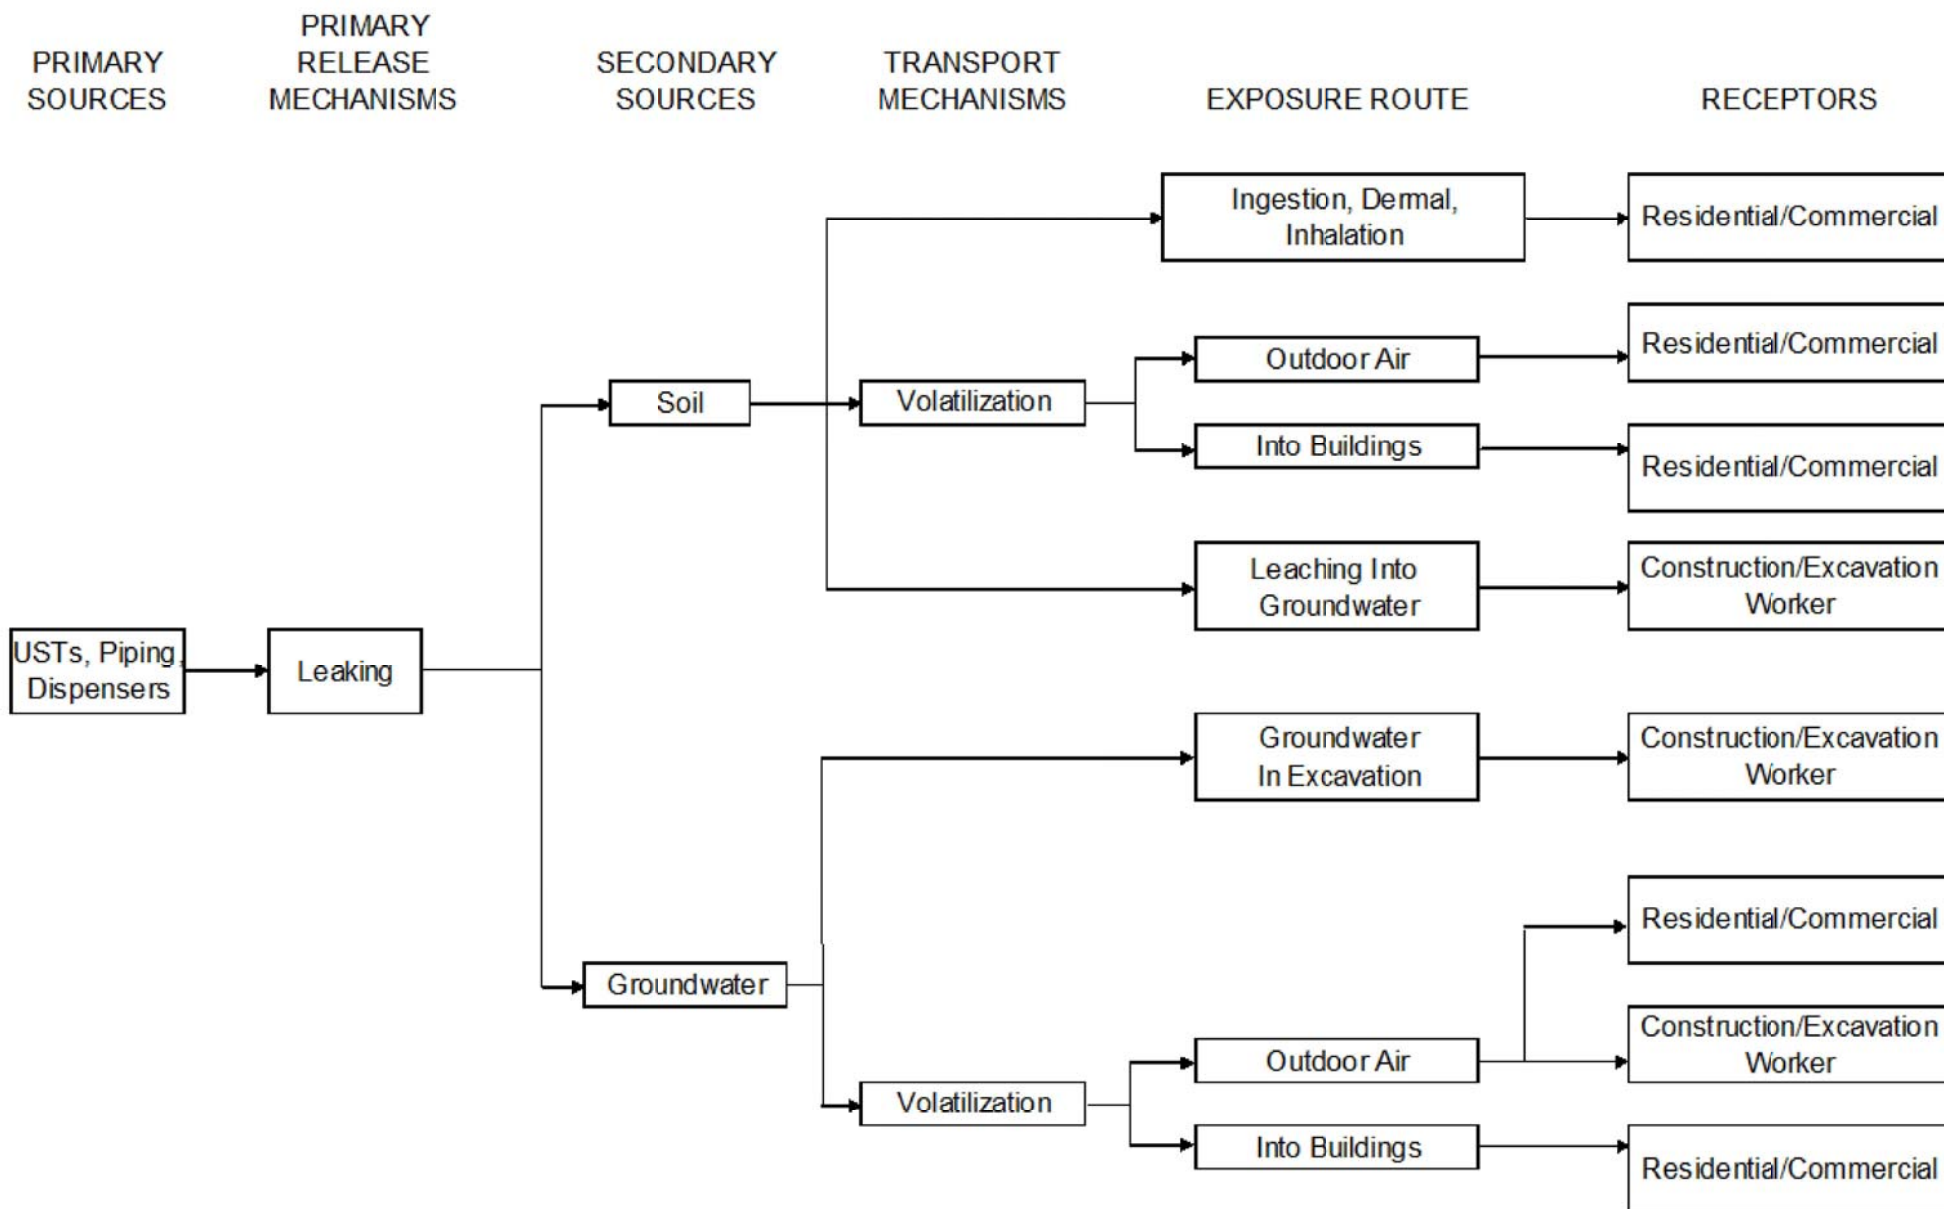 PRIMARY
SOURCES
PRIMARY
RELEASE
MECHANISMS
SECONDARY
SOURCES
TRANSPORT
MECHANISMS
EXPOSURE ROUTE
RECEPTORS
Ingestion, Dermal,
Inhalation
Residential/Commercial
Outdoor Air
Residential/Commercial
Soil
Volatilization
Into Buildings
Residential/Commercial
Leaching Into
Groundwater
Construction/Excavation
Worker
USTs, Piping,
Dispensers
Leaking
Groundwater
In Excavation
Construction/Excavation
Worker
Residential/Commercial
Groundwater
Outdoor Air
Construction/Excavation
Worker
Volatilization
Into Buildings
Residential/Commercial